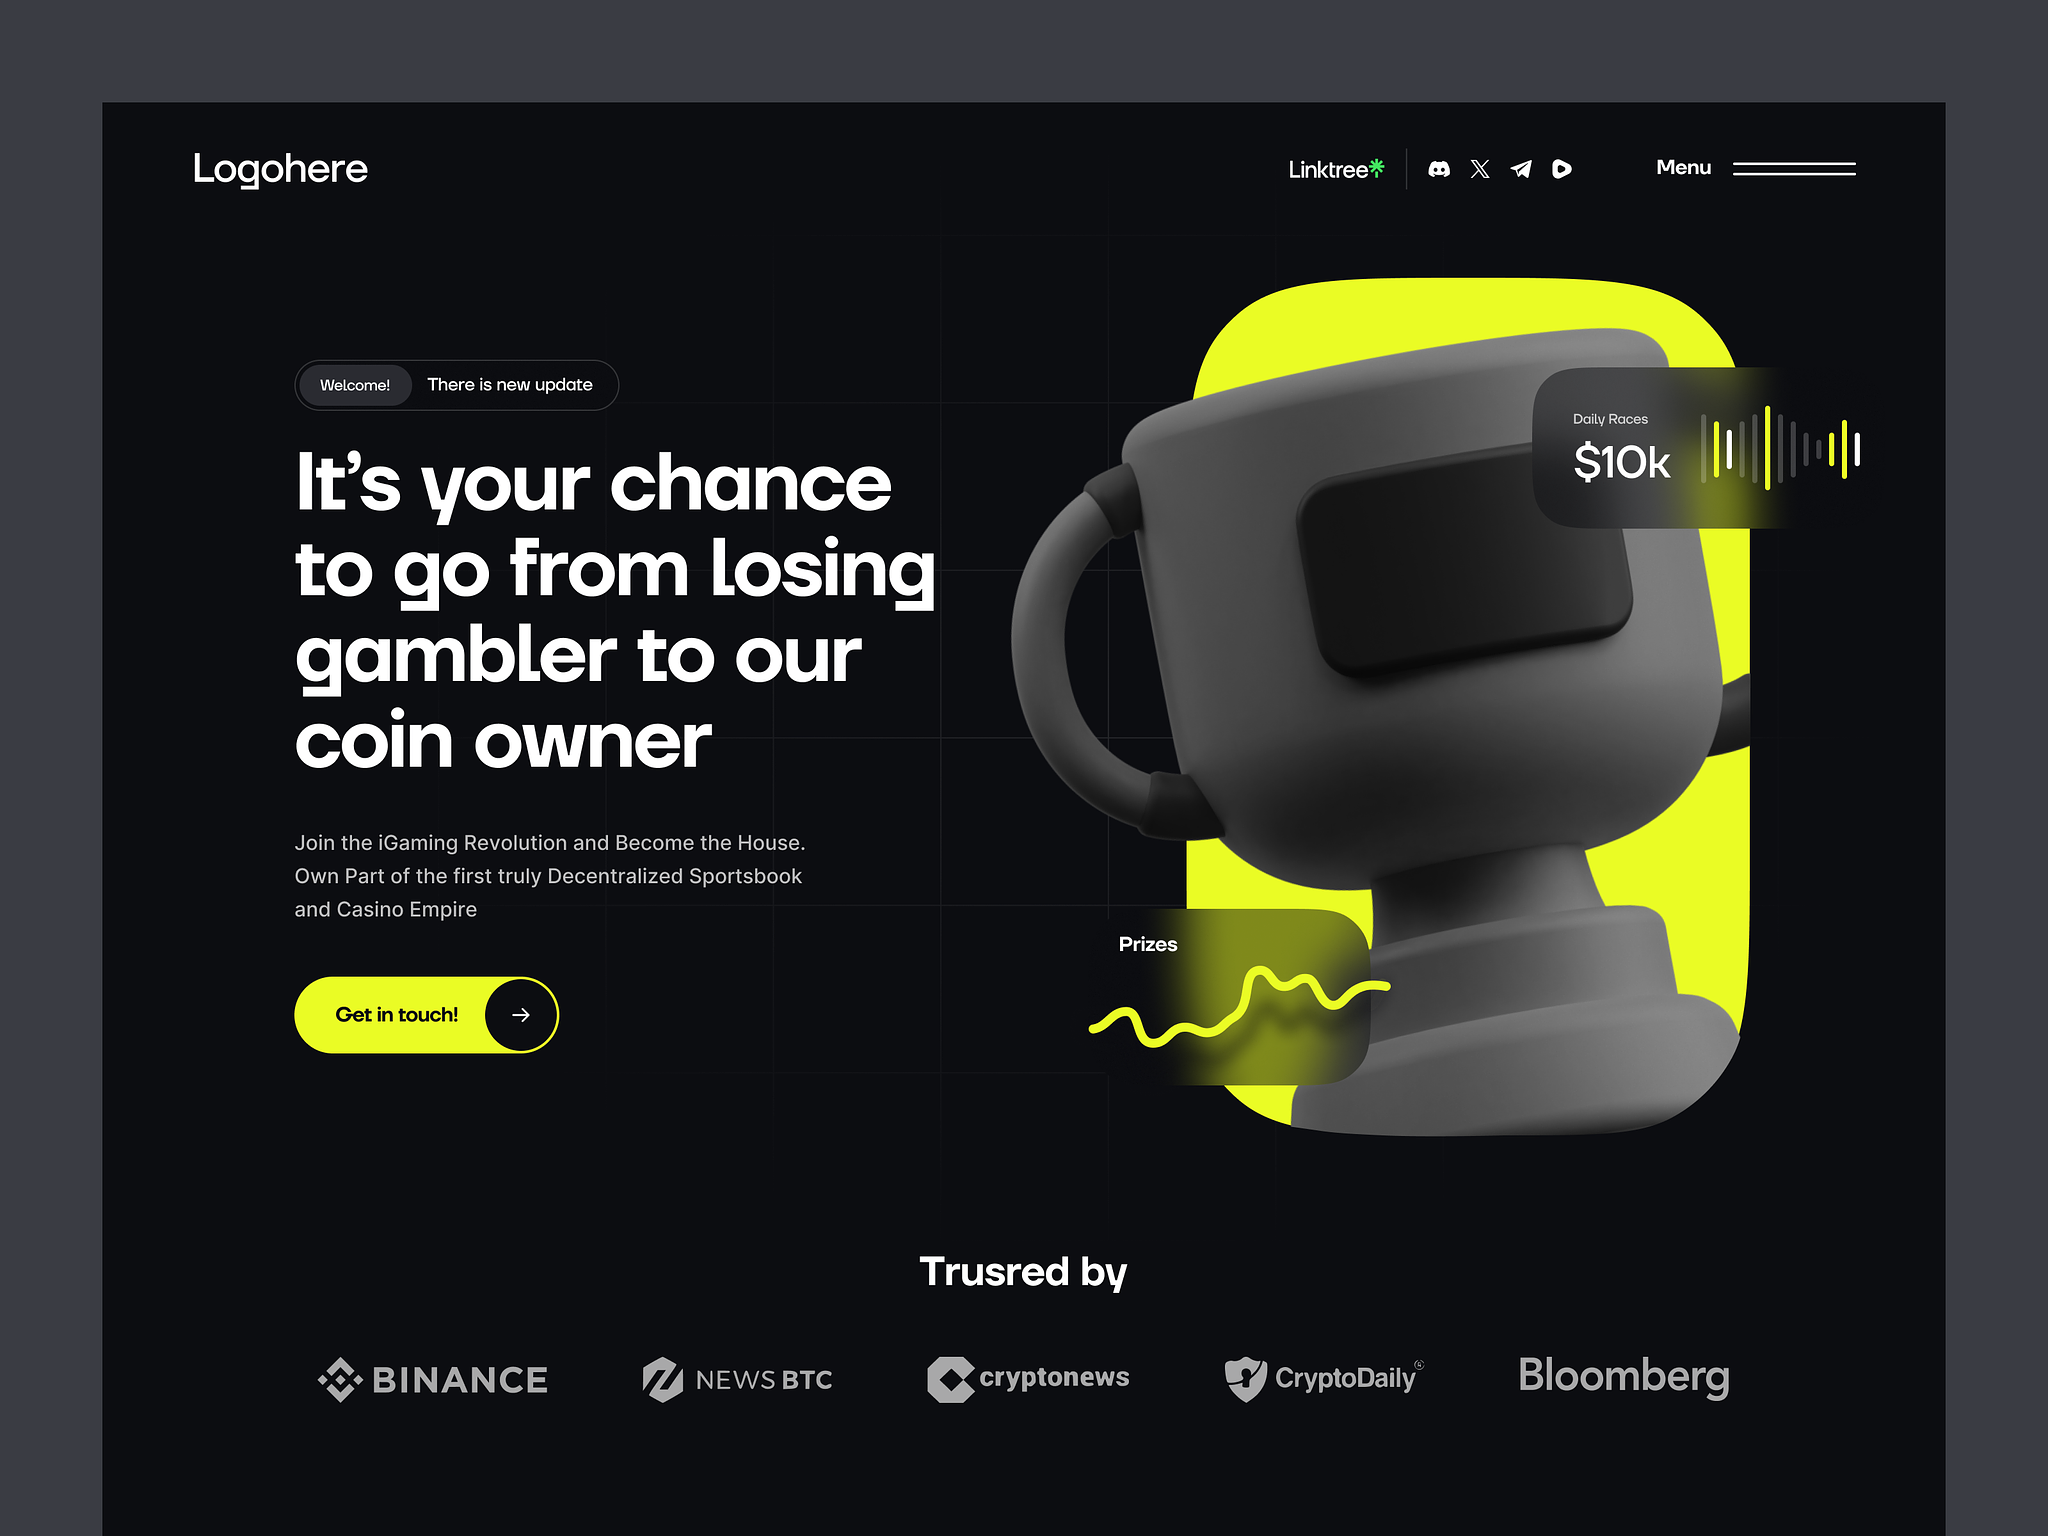 Logohere
Linktree
Menu
Welcome! There is new update
It's your chance
to go from losing
gambler to our
coin owner
Join the iGaming Revolution and Become the House.
Own Part of the first truly Decentralized Sportsbook
and Casino Empire
Get in touch!
Daily Races
$10k
Prizes
Trusred by
BINANCE
NEWSBTC
cryptonews
CryptoDaily
Bloomberg